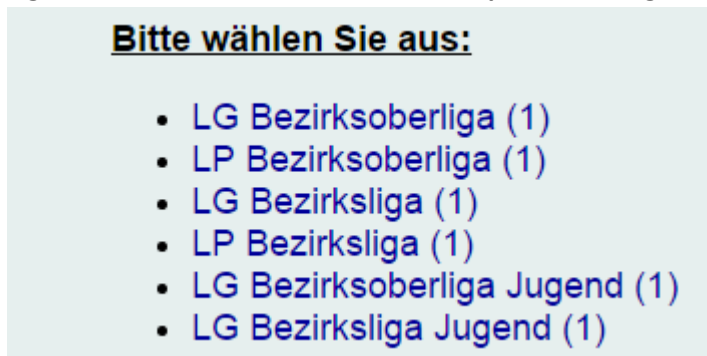 Bitte wählen Sie aus:
• LG Bezirksoberliga (1)
• LP Bezirksoberliga (1)
• LG Bezirksliga (1)
• LP Bezirksliga (1)
• LG Bezirksoberliga Jugend (1)
• LG Bezirksliga Jugend (1)